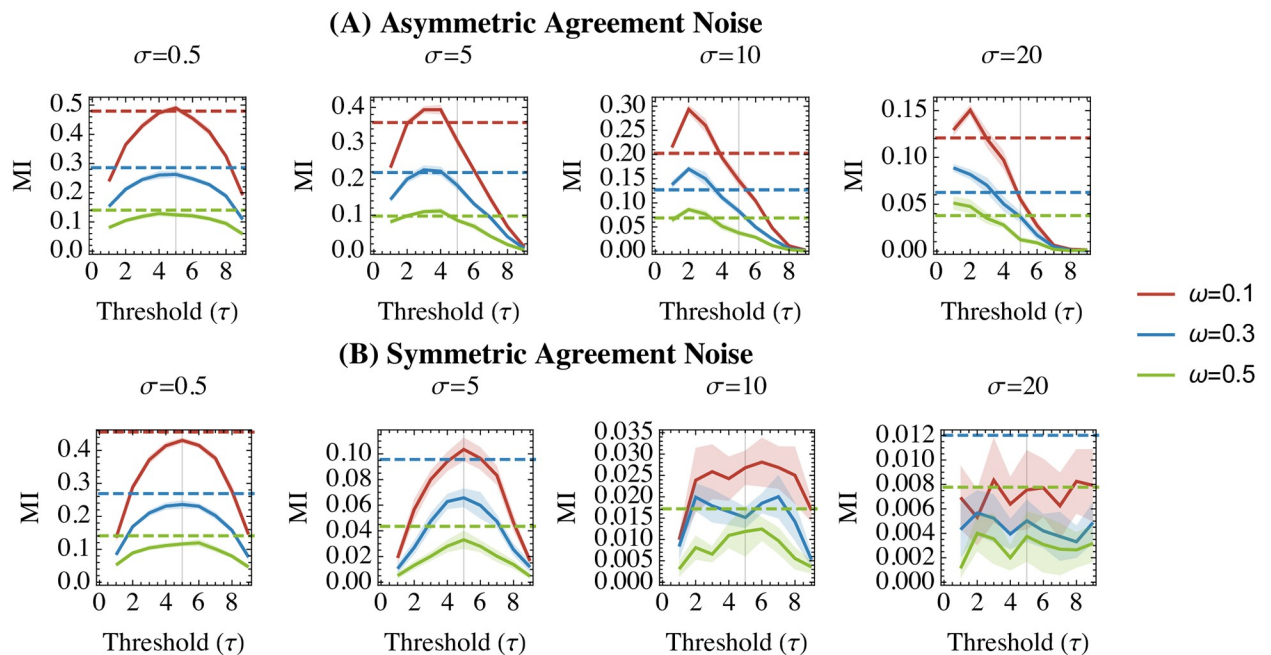 (A) Asymmetric Agreement Noise
σ=0.5 σ=5 σ=10 σ=20
MI
0.5
0.4
0.3
0.2
0.1
0.0
0 2 4 6 8
Threshold (τ)
MI
0.4
0.3
0.2
0.1
0.0
0 2 4 6 8
Threshold (τ)
MI
0.30
0.25
0.20
0.15
0.10
0.05
0.00
0 2 4 6 8
Threshold (τ)
MI
0.15
0.10
0.05
0.00
0 2 4 6 8
Threshold (τ)
ω=0.1
ω=0.3
ω=0.5
(B) Symmetric Agreement Noise
σ=0.5 σ=5 σ=10 σ=20
MI
0.4
0.3
0.2
0.1
0.0
0 2 4 6 8
Threshold (τ)
MI
0.10
0.08
0.06
0.04
0.02
0.00
0 2 4 6 8
Threshold (τ)
MI
0.035
0.030
0.025
0.020
0.015
0.010
0.005
0.000
0 2 4 6 8
Threshold (τ)
MI
0.012
0.010
0.008
0.006
0.004
0.002
0.000
0 2 4 6 8
Threshold (τ)